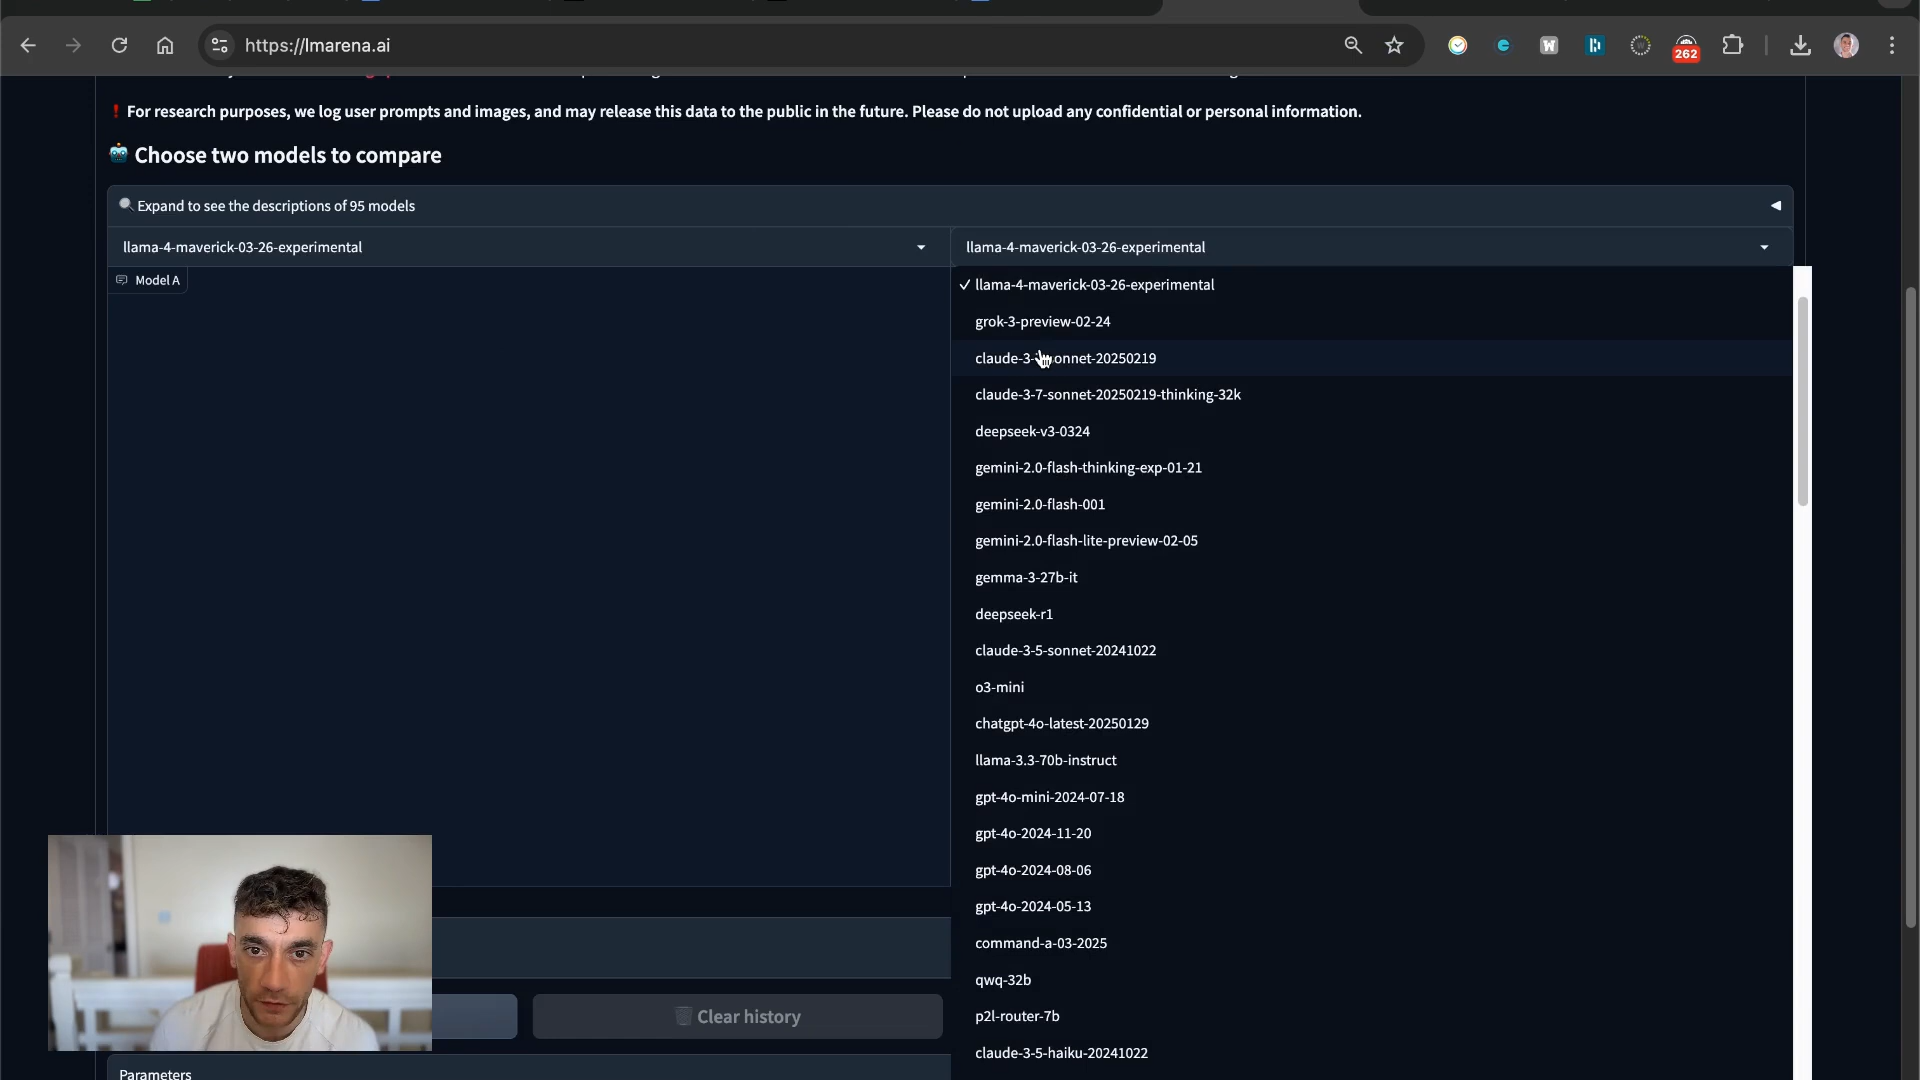 https://lmarena.ai
262
❗ For research purposes, we log user prompts and images, and may release this data to the public in the future. Please do not upload any confidential or personal information.
🤖 Choose two models to compare
🔍 Expand to see the descriptions of 95 models
llama-4-maverick-03-26-experimental
llama-4-maverick-03-26-experimental
Model A
✓ llama-4-maverick-03-26-experimental
grok-3-preview-02-24
claude-3- sonnet-20250219
claude-3-7-sonnet-20250219-thinking-32k
deepseek-v3-0324
gemini-2.0-flash-thinking-exp-01-21
gemini-2.0-flash-001
gemini-2.0-flash-lite-preview-02-05
gemma-3-27b-it
deepseek-r1
claude-3-5-sonnet-20241022
o3-mini
chatgpt-4o-latest-20250129
llama-3.3-70b-instruct
gpt-4o-mini-2024-07-18
gpt-4o-2024-11-20
gpt-4o-2024-08-06
gpt-4o-2024-05-13
command-a-03-2025
qwq-32b
p2l-router-7b
claude-3-5-haiku-20241022
🗑️ Clear history
Parameters